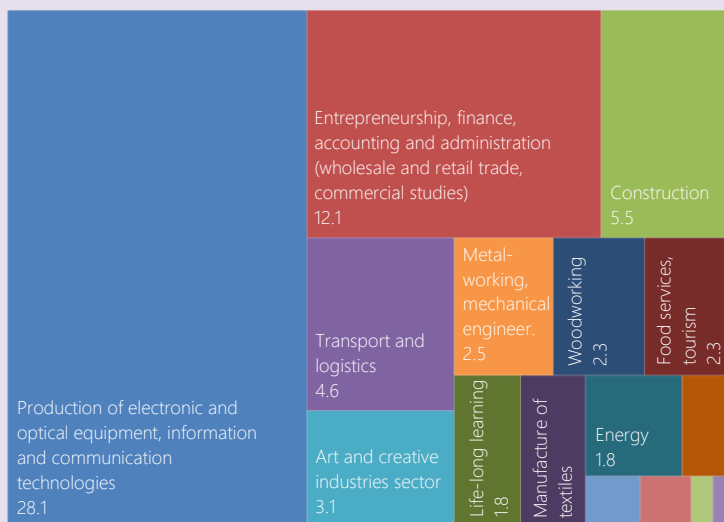 Production of electronic and
optical equipment, information
and communication
technologies
28.1
Entrepreneurship, finance,
accounting and administration
(wholesale and retail trade,
commercial studies)
12.1
Construction
5.5
Transport and
logistics
4.6
Metal-
working,
mechanical
engineer.
2.5
Woodworking
2.3
Food services,
tourism
2.3
Art and creative
industries sector
3.1
Life-long learning
1.8
Manufacture of
textiles
Energy
1.8